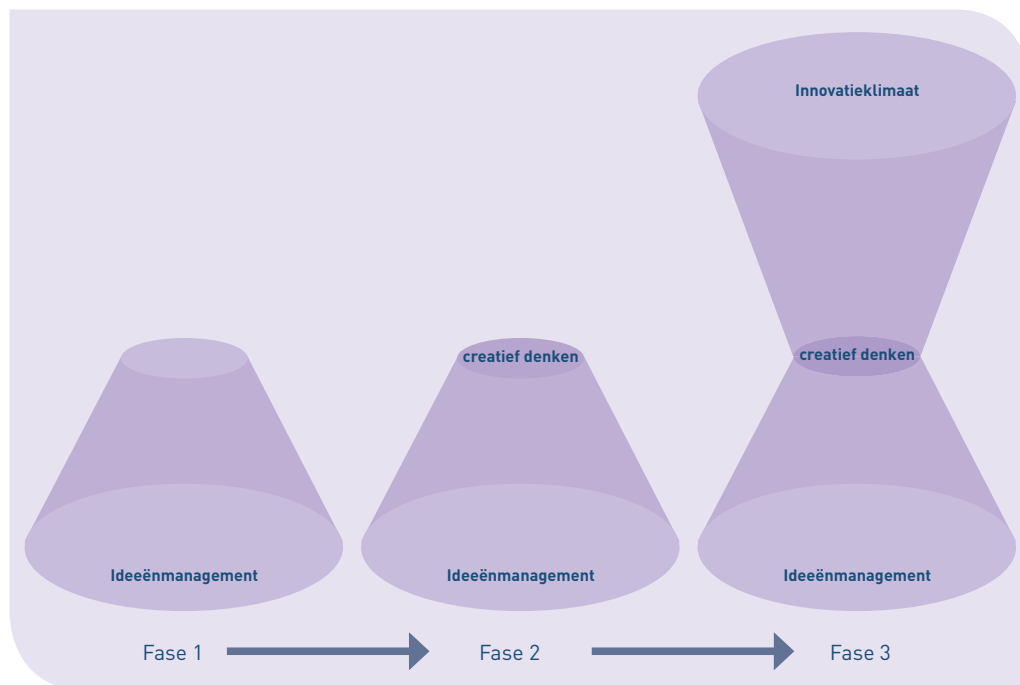 Innovatieklimaat
creatief denken
creatief denken
Ideeënmanagement
Ideeënmanagement
Ideeënmanagement
Fase 1
Fase 2
Fase 3